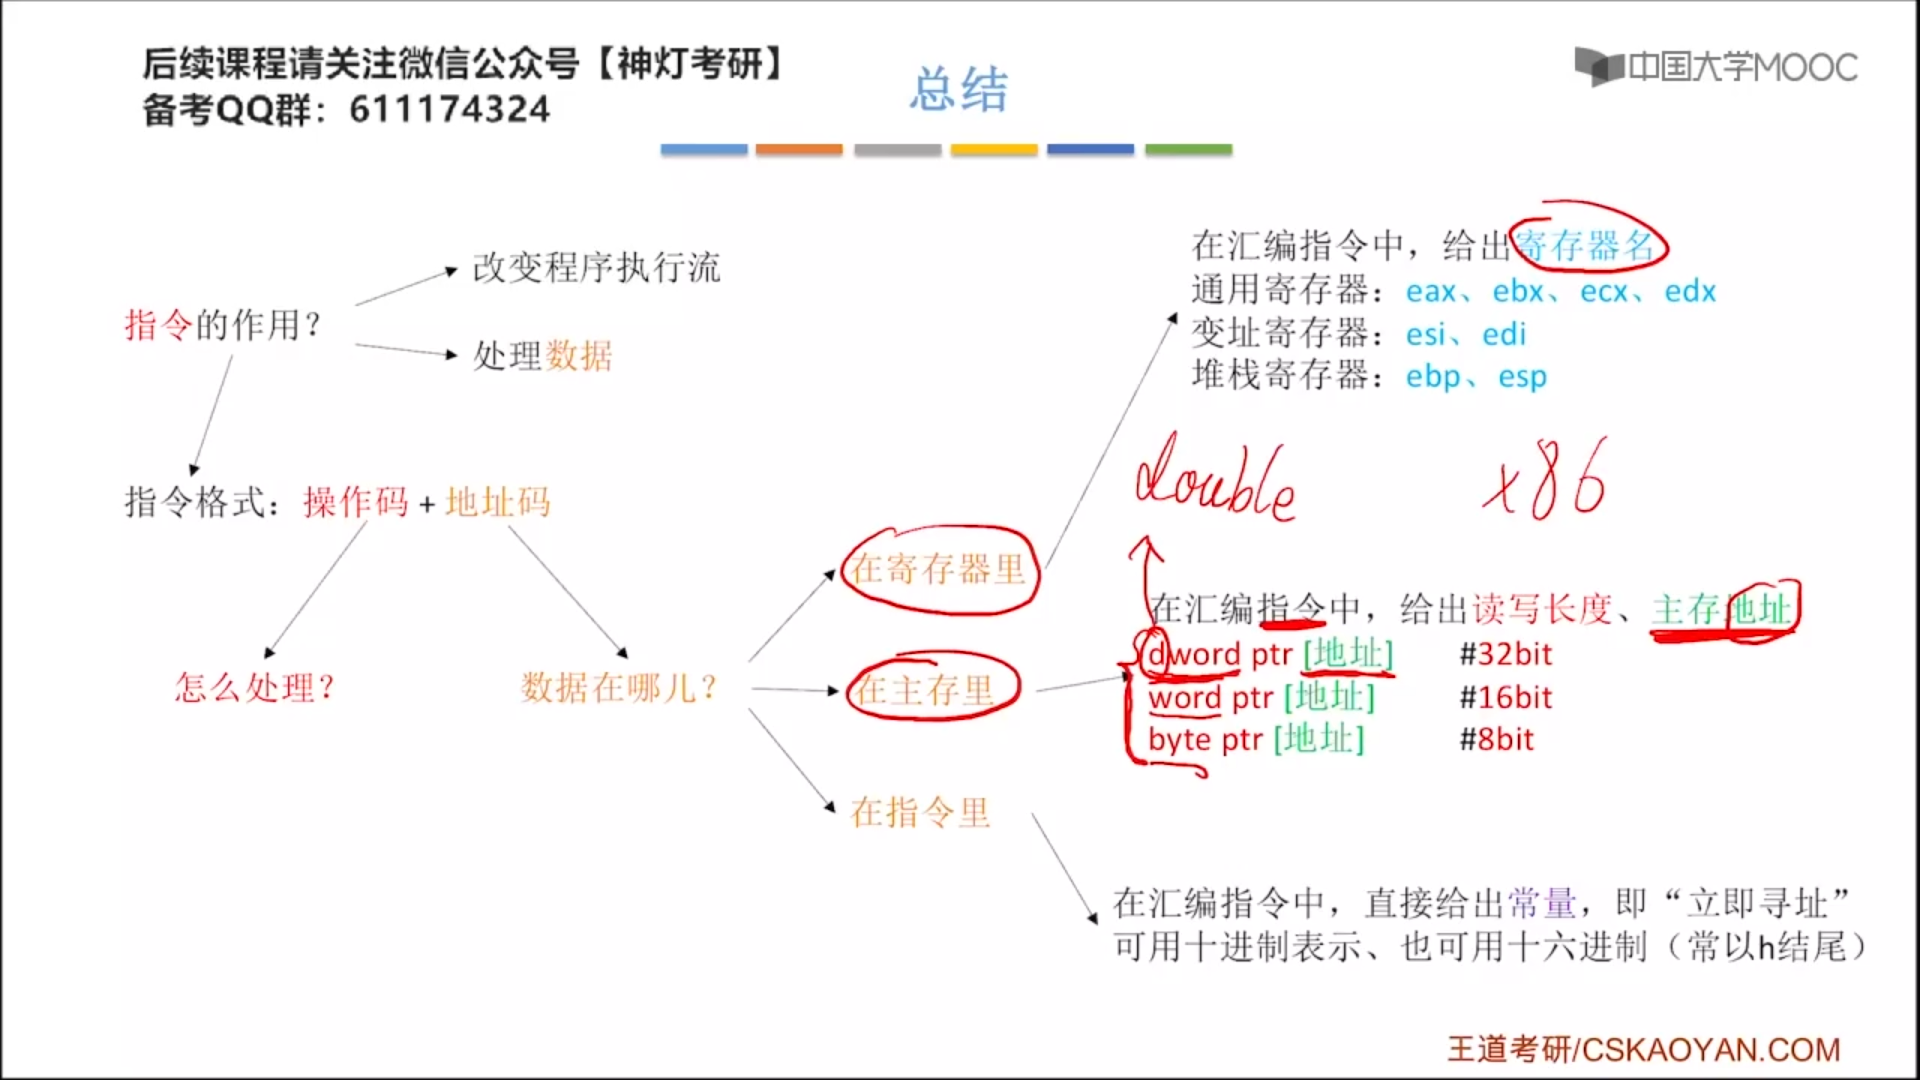 后续课程请关注微信公众号【神灯考研】
备考QQ群：611174324
总结
中国大学MOOC
指令的作用？
改变程序执行流
处理数据
指令格式：操作码 + 地址码
怎么处理？
数据在哪儿？
在寄存器里
在主存里
在指令里
在汇编指令中，给出寄存器名
通用寄存器：eax、ebx、ecx、edx
变址寄存器：esi、edi
堆栈寄存器：ebp、esp
double x86
在汇编指令中，给出读写长度、主存地址
dword ptr [地址] #32bit
word ptr [地址] #16bit
byte ptr [地址] #8bit
在汇编指令中，直接给出常量，即“立即寻址”
可用十进制表示、也可用十六进制（常以h结尾）
王道考研/CSKAOYAN.COM